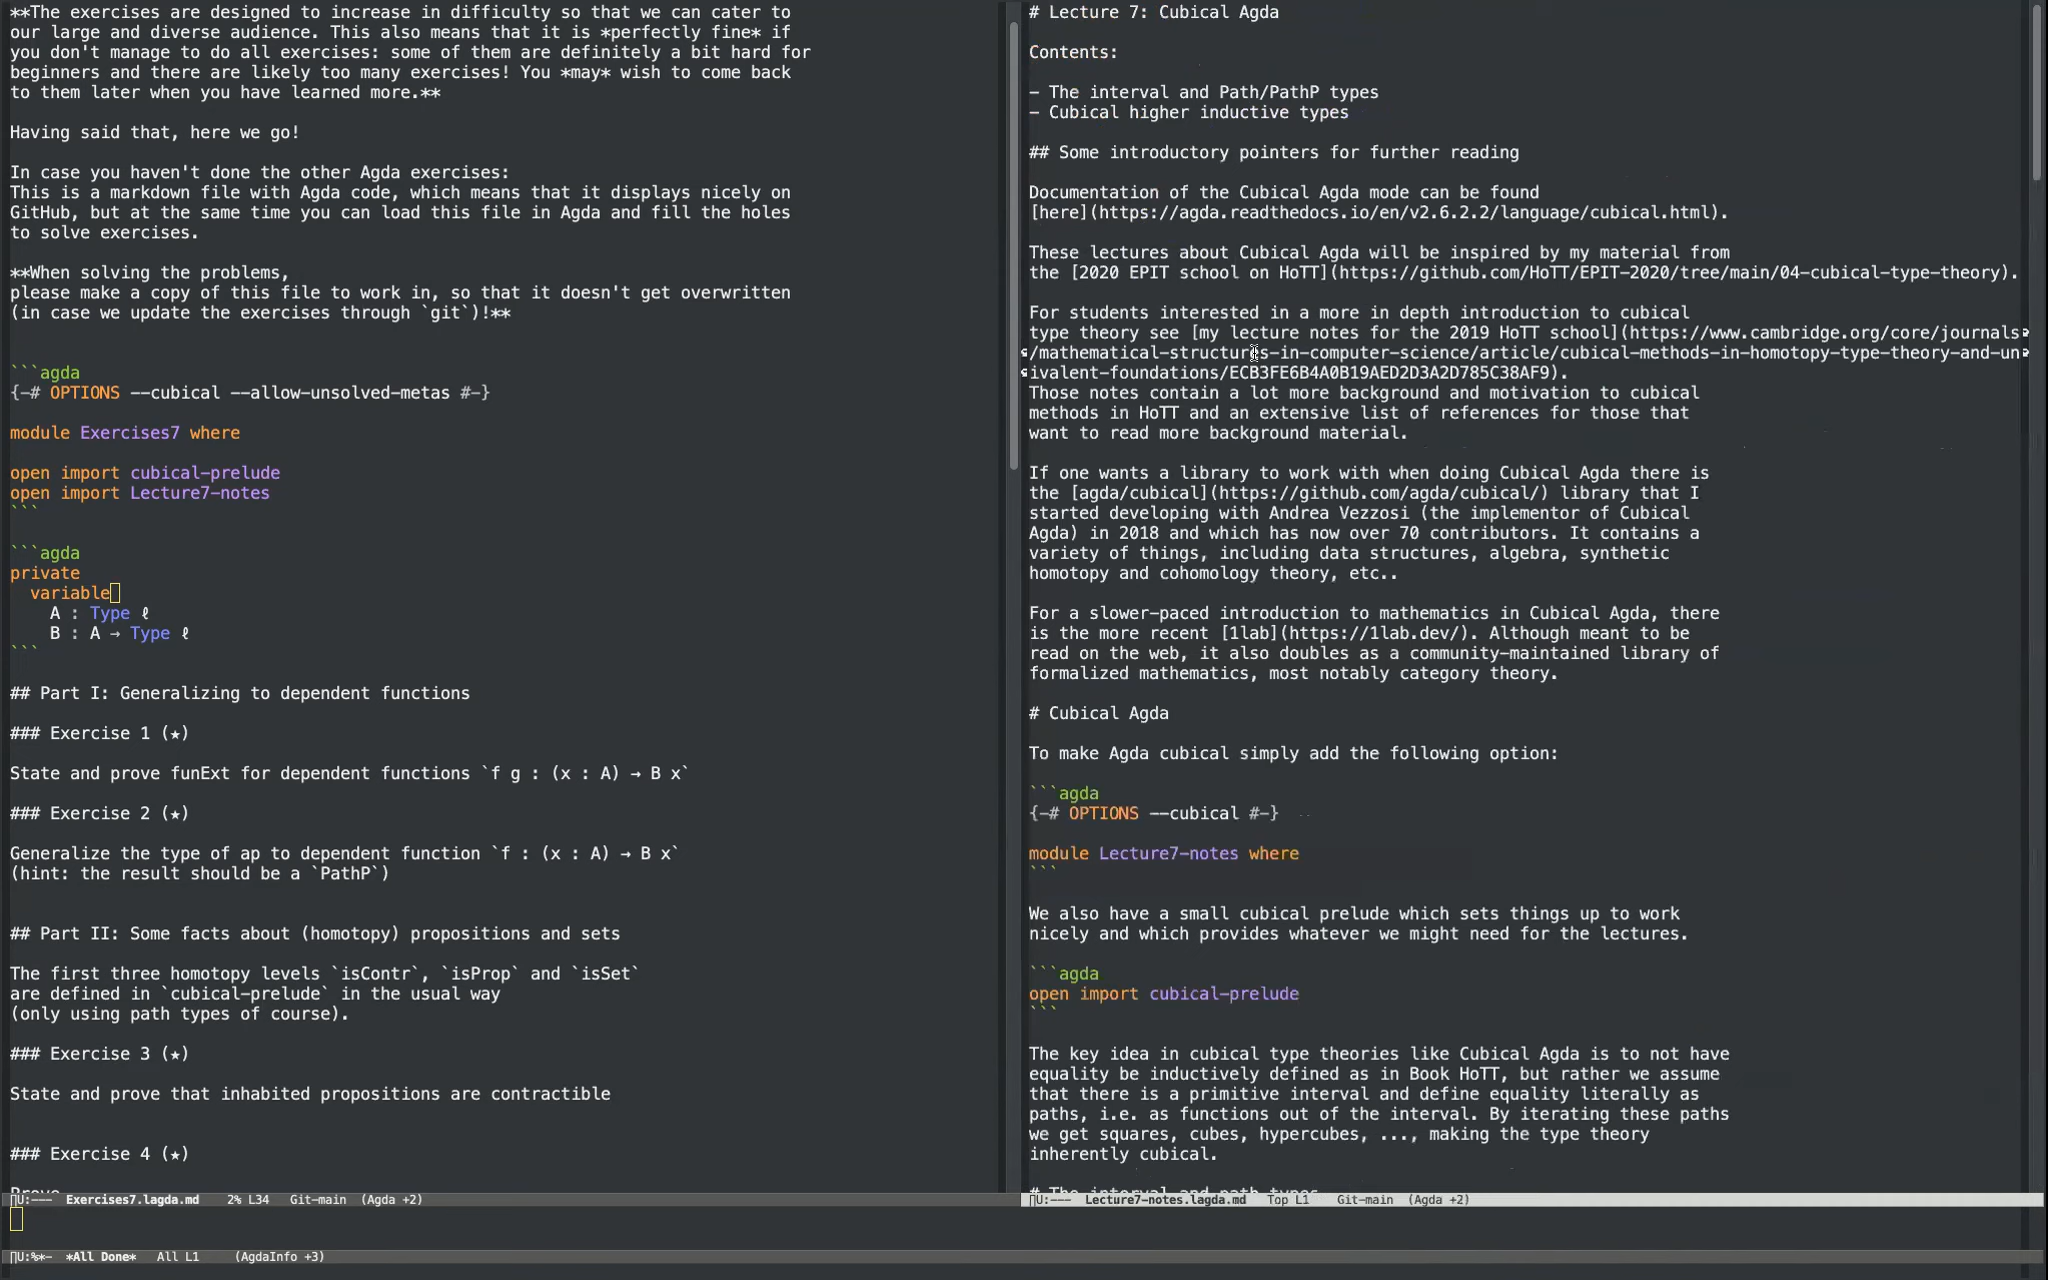 **The exercises are designed to increase in difficulty so that we can cater to
our large and diverse audience. This also means that it is *perfectly fine* if
you don't manage to do all exercises: some of them are definitely a bit hard for
beginners and there are likely too many exercises! You *may* wish to come back
to them later when you have learned more.**
Having said that, here we go!
In case you haven't done the other Agda exercises:
This is a markdown file with Agda code, which means that it displays nicely on
GitHub, but at the same time you can load this file in Agda and fill the holes
to solve exercises.
**When solving the problems,
please make a copy of this file to work in, so that it doesn't get overwritten
(in case we update the exercises through `git`)!**
```agda
{-# OPTIONS --cubical --allow-unsolved-metas #-}
module Exercises7 where
open import cubical-prelude
open import Lecture7-notes
```
```agda
private
variable
A : Type ℓ
B : A → Type ℓ
```
## Part I: Generalizing to dependent functions
### Exercise 1 (★)
State and prove funExt for dependent functions `f g : (x : A) → B x`
### Exercise 2 (★)
Generalize the type of ap to dependent function `f : (x : A) → B x`
(hint: the result should be a `PathP`)
## Part II: Some facts about (homotopy) propositions and sets
The first three homotopy levels `isContr`, `isProp` and `isSet`
are defined in `cubical-prelude` in the usual way
(only using path types of course).
### Exercise 3 (★)
State and prove that inhabited propositions are contractible
### Exercise 4 (★)
Prove
U:--- Exercises7.lagda.md 2% L34 Git-main (Agda +2)
# Lecture 7: Cubical Agda
Contents:
- The interval and Path/PathP types
- Cubical higher inductive types
## Some introductory pointers for further reading
Documentation of the Cubical Agda mode can be found
[here](https://agda.readthedocs.io/en/v2.6.2.2/language/cubical.html).
These lectures about Cubical Agda will be inspired by my material from
the [2020 EPIT school on HoTT](https://github.com/HoTT/EPIT-2020/tree/main/04-cubical-type-theory).
For students interested in a more in depth introduction to cubical
type theory see [my lecture notes for the 2019 HoTT school](https://www.cambridge.org/core/journals
/mathematical-structures-in-computer-science/article/cubical-methods-in-homotopy-type-theory-and-un
ivalent-foundations/ECB3FE6B4A0B19AED2D3A2D785C38AF9).
Those notes contain a lot more background and motivation to cubical
methods in HoTT and an extensive list of references for those that
want to read more background material.
If one wants a library to work with when doing Cubical Agda there is
the [agda/cubical](https://github.com/agda/cubical/) library that I
started developing with Andrea Vezzosi (the implementor of Cubical
Agda) in 2018 and which has now over 70 contributors. It contains a
variety of things, including data structures, algebra, synthetic
homotopy and cohomology theory, etc..
For a slower-paced introduction to mathematics in Cubical Agda, there
is the more recent [1lab](https://1lab.dev/). Although meant to be
read on the web, it also doubles as a community-maintained library of
formalized mathematics, most notably category theory.
# Cubical Agda
To make Agda cubical simply add the following option:
```agda
{-# OPTIONS --cubical #-}
module Lecture7-notes where
```
We also have a small cubical prelude which sets things up to work
nicely and which provides whatever we might need for the lectures.
```agda
open import cubical-prelude
```
The key idea in cubical type theories like Cubical Agda is to not have
equality be inductively defined as in Book HoTT, but rather we assume
that there is a primitive interval and define equality literally as
paths, i.e. as functions out of the interval. By iterating these paths
we get squares, cubes, hypercubes, ..., making the type theory
inherently cubical.
# The interval and path types
U:--- Lecture7-notes.lagda.md Top L1 Git-main (Agda +2)
U:%*- *All Done* All L1 (AgdaInfo +3)